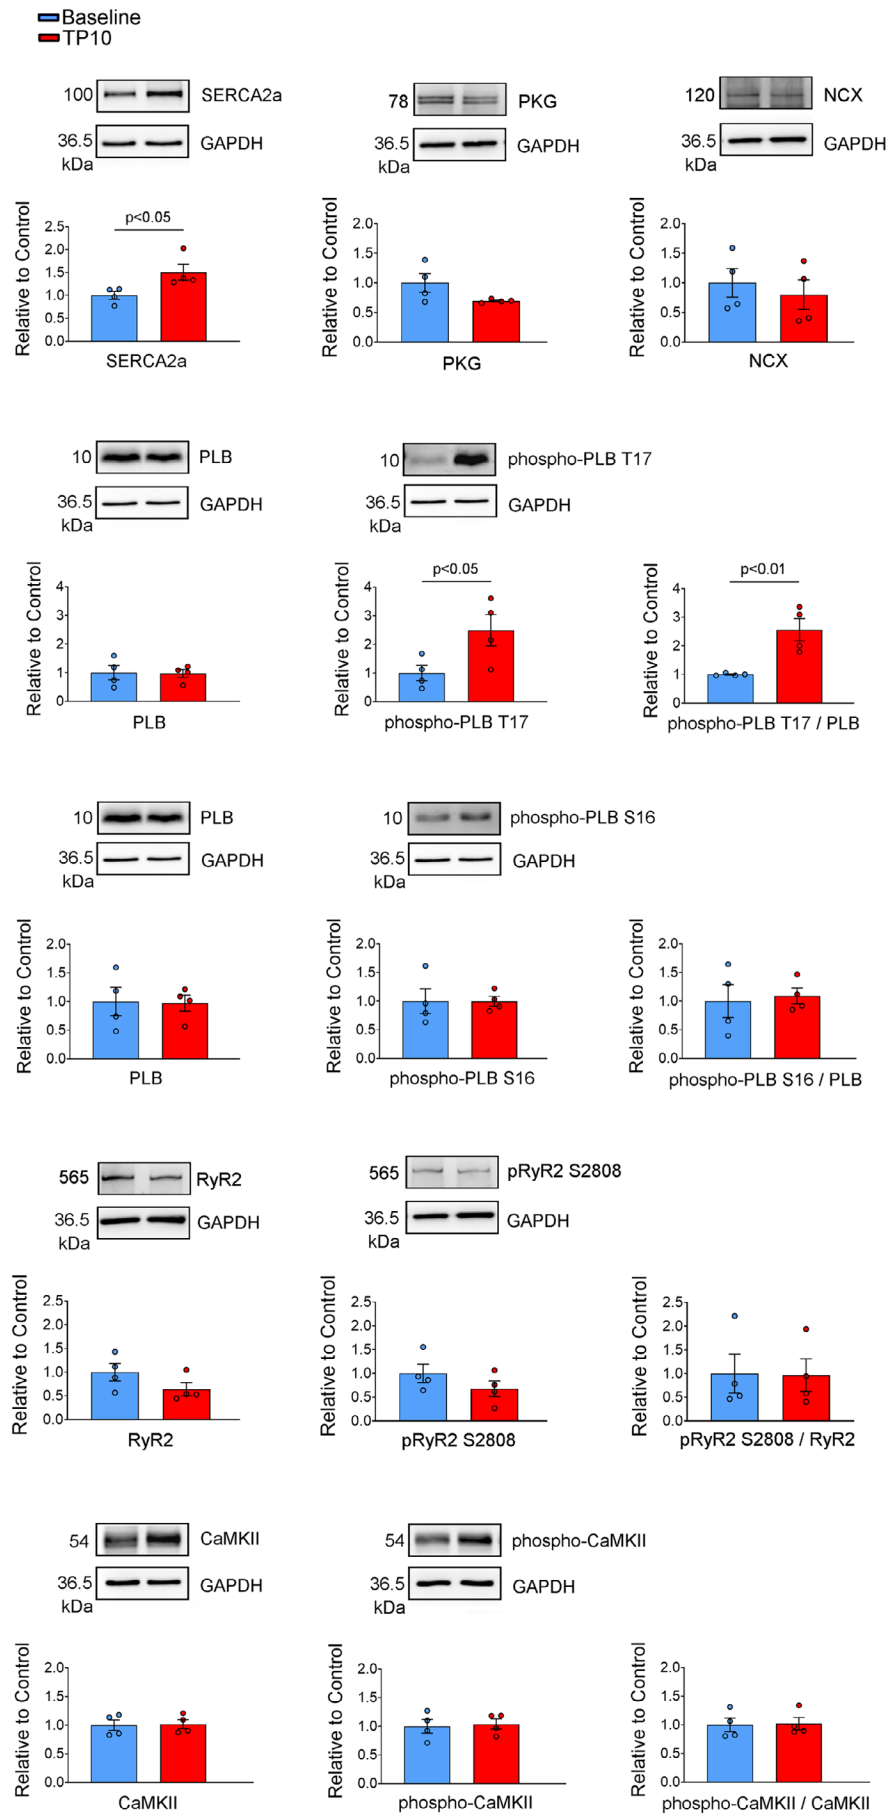 Baseline
TP10
100 SERCA2a
36.5 GAPDH
kDa
78 PKG
36.5 GAPDH
kDa
120 NCX
36.5 GAPDH
kDa
Relative to Control
2.5
2.0
1.5
1.0
0.5
0.0
p<0.05
SERCA2a
Relative to Control
2.0
1.5
1.0
0.5
0.0
PKG
Relative to Control
2.0
1.5
1.0
0.5
0.0
NCX
10 PLB
36.5 GAPDH
kDa
10 phospho-PLB T17
36.5 GAPDH
kDa
Relative to Control
4
3
2
1
0
PLB
Relative to Control
4
3
2
1
0
p<0.05
phospho-PLB T17
Relative to Control
4
3
2
1
0
p<0.01
phospho-PLB T17 / PLB
10 PLB
36.5 GAPDH
kDa
10 phospho-PLB S16
36.5 GAPDH
kDa
Relative to Control
2.0
1.5
1.0
0.5
0.0
PLB
Relative to Control
2.0
1.5
1.0
0.5
0.0
phospho-PLB S16
Relative to Control
2.0
1.5
1.0
0.5
0.0
phospho-PLB S16 / PLB
565 RyR2
36.5 GAPDH
kDa
565 pRyR2 S2808
36.5 GAPDH
kDa
Relative to Control
2.5
2.0
1.5
1.0
0.5
0.0
RyR2
Relative to Control
2.5
2.0
1.5
1.0
0.5
0.0
pRyR2 S2808
Relative to Control
2.5
2.0
1.5
1.0
0.5
0.0
pRyR2 S2808 / RyR2
54 CaMKII
36.5 GAPDH
kDa
54 phospho-CaMKII
36.5 GAPDH
kDa
Relative to Control
2.0
1.5
1.0
0.5
0.0
CaMKII
Relative to Control
2.0
1.5
1.0
0.5
0.0
phospho-CaMKII
Relative to Control
2.0
1.5
1.0
0.5
0.0
phospho-CaMKII / CaMKII